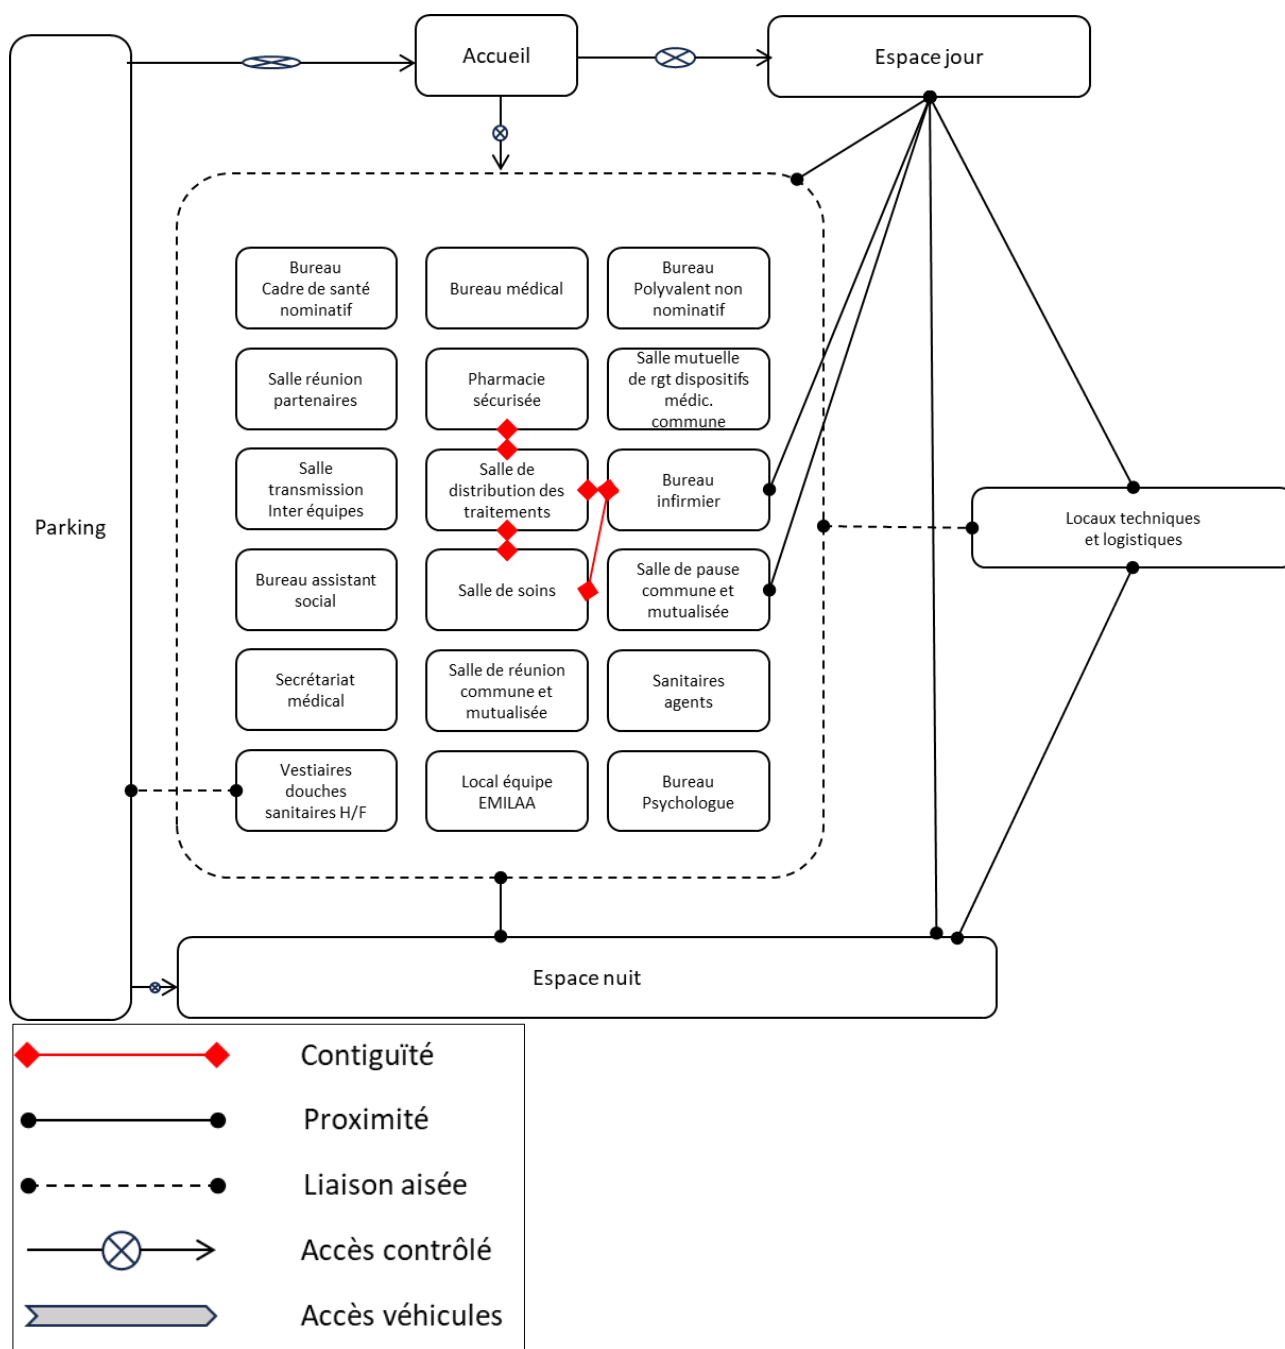 Accueil
Espace jour
Parking
Bureau
Cadre de santé
nominatif
Bureau médical
Bureau
Polyvalent non
nominatif
Salle réunion
partenaires
Pharmacie
sécurisée
Salle mutuelle
de rgt dispositifs
médic.
commune
Salle
transmission
Inter équipes
Salle de
distribution des
traitements
Bureau
infirmier
Locaux techniques
et logistiques
Bureau assistant
social
Salle de soins
Salle de pause
commune et
mutualisée
Secrétariat
médical
Salle de réunion
commune et
mutualisée
Sanitaires
agents
Vestiaires
douches
sanitaires H/F
Local équipe
EMILAA
Bureau
Psychologue
Espace nuit
Contiguïté
Proximité
Liaison aisée
Accès contrôlé
Accès véhicules